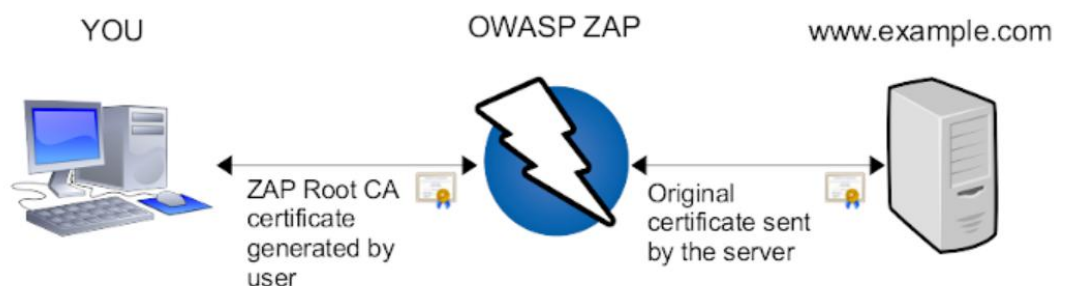 YOU
OWASP ZAP
www.example.com
ZAP Root CA
certificate
generated by
user
Original
certificate sent
by the server